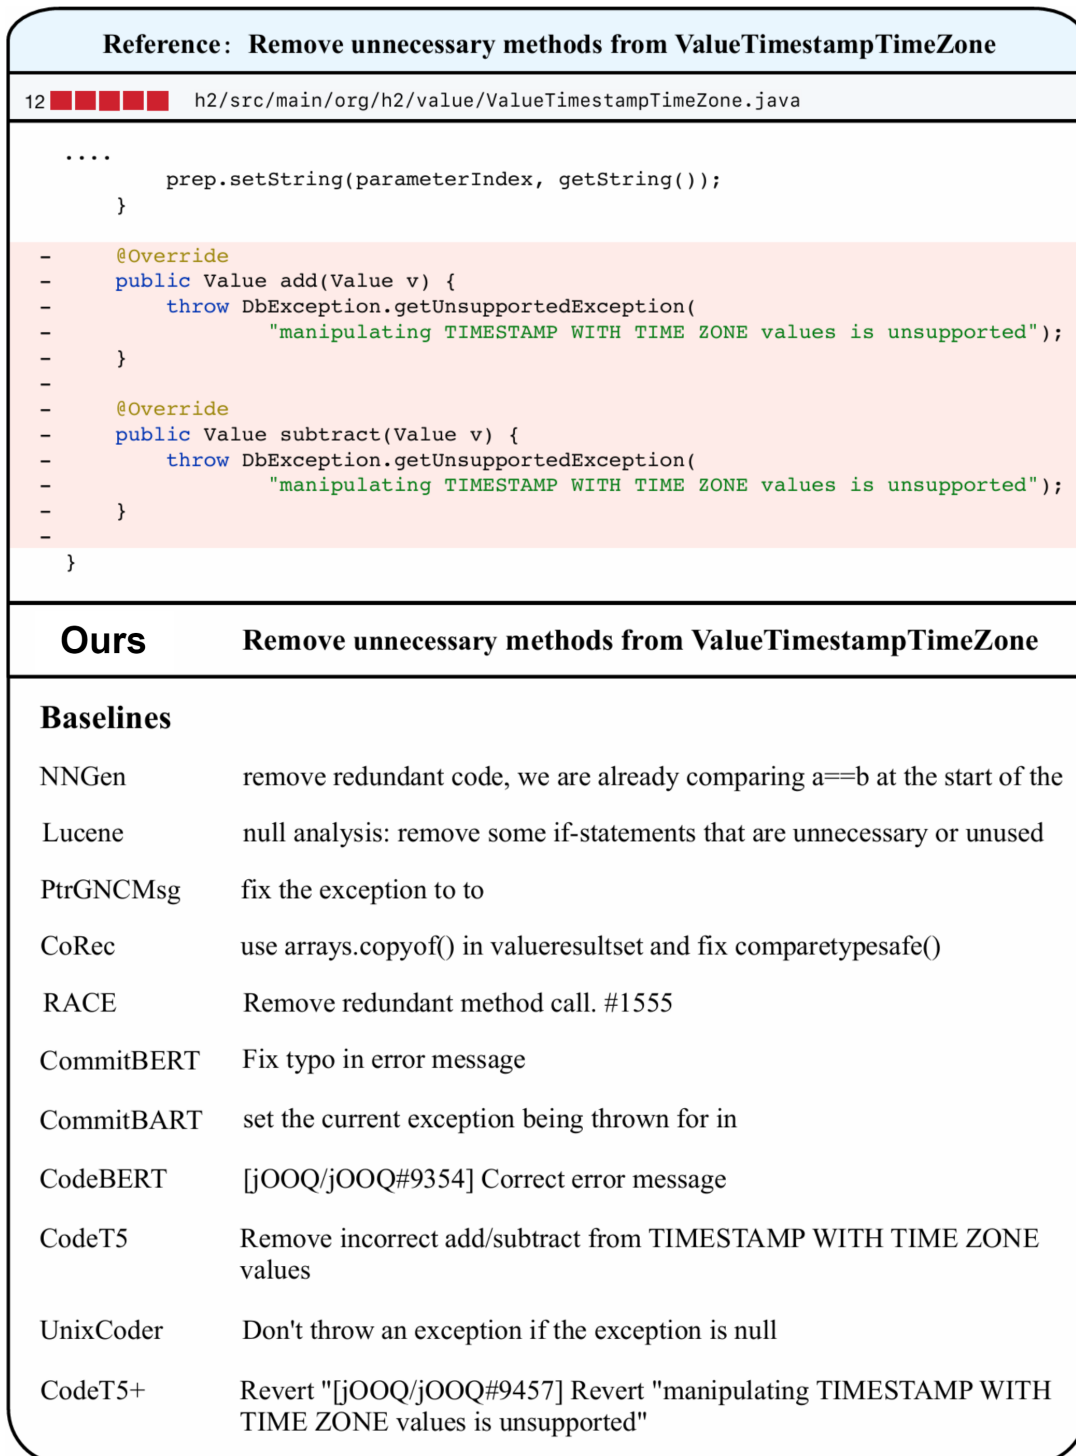 Reference: Remove unnecessary methods from ValueTimestampTimeZone
12 h2/src/main/org/h2/value/ValueTimestampTimeZone.java
....
prep.setString(parameterIndex, getString());
}
- @Override
- public Value add(Value v) {
- throw DbException.getUnsupportedException(
- "manipulating TIMESTAMP WITH TIME ZONE values is unsupported");
- }
-
- @Override
- public Value subtract(Value v) {
- throw DbException.getUnsupportedException(
- "manipulating TIMESTAMP WITH TIME ZONE values is unsupported");
- }
-
}
Ours Remove unnecessary methods from ValueTimestampTimeZone
Baselines
NNGen remove redundant code, we are already comparing a==b at the start of the
Lucene null analysis: remove some if-statements that are unnecessary or unused
PtrGNCMsg fix the exception to to
CoRec use arrays.copyof() in valueresultset and fix comparetypesafe()
RACE Remove redundant method call. #1555
CommitBERT Fix typo in error message
CommitBART set the current exception being thrown for in
CodeBERT [jOOQ/jOOQ#9354] Correct error message
CodeT5 Remove incorrect add/subtract from TIMESTAMP WITH TIME ZONE
values
UnixCoder Don't throw an exception if the exception is null
CodeT5+ Revert "[jOOQ/jOOQ#9457] Revert "manipulating TIMESTAMP WITH
TIME ZONE values is unsupported"